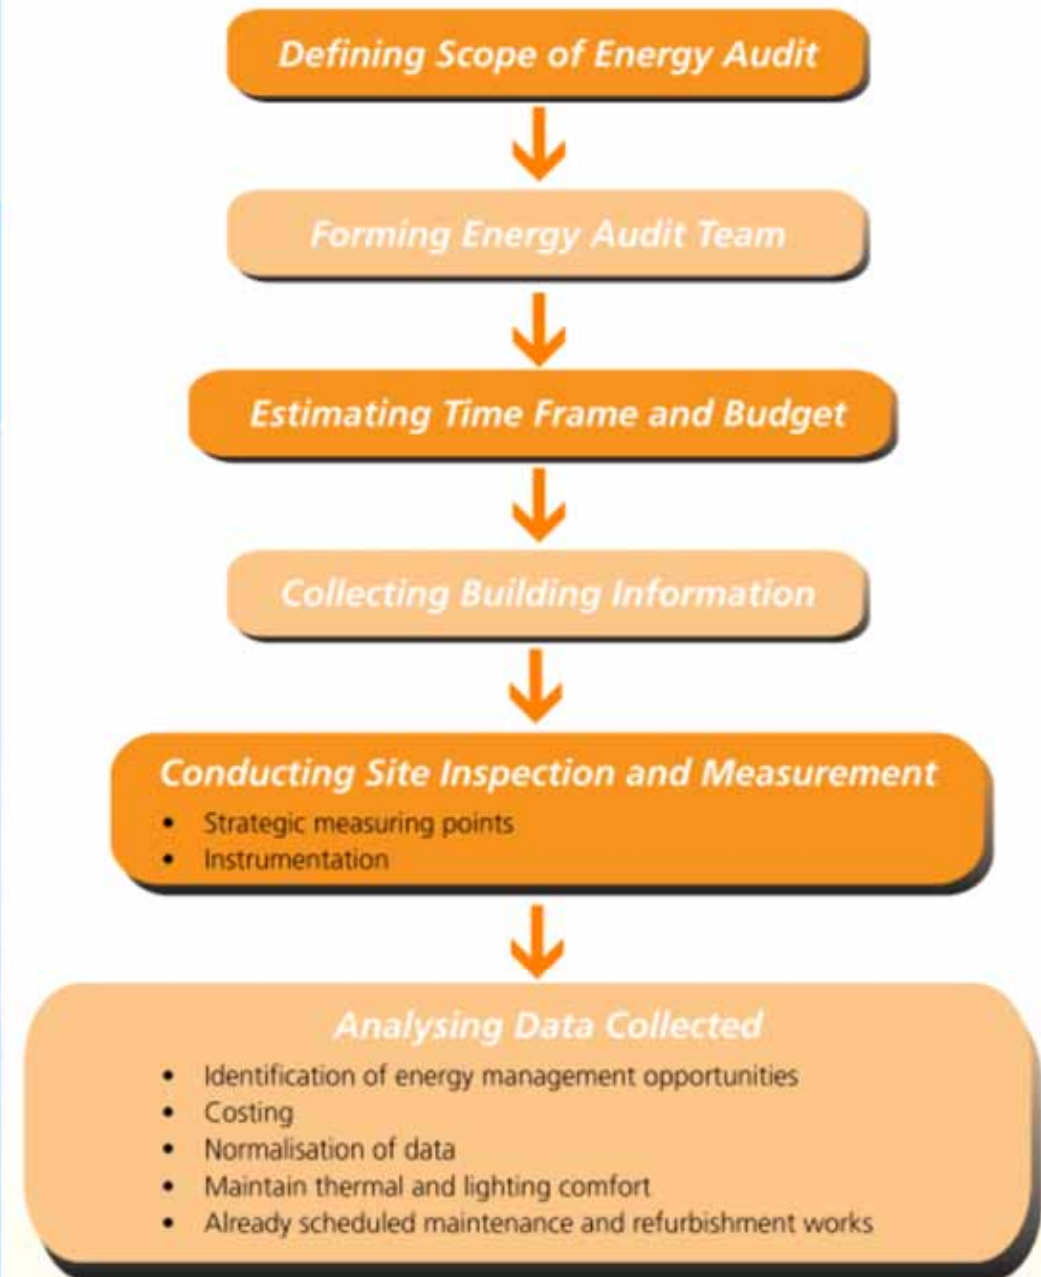 Defining Scope of Energy Audit
Forming Energy Audit Team
Estimating Time Frame and Budget
Collecting Building Information
Conducting Site Inspection and Measurement
• Strategic measuring points
• Instrumentation
Analysing Data Collected
• Identification of energy management opportunities
• Costing
• Normalisation of data
• Maintain thermal and lighting comfort
• Already scheduled maintenance and refurbishment works